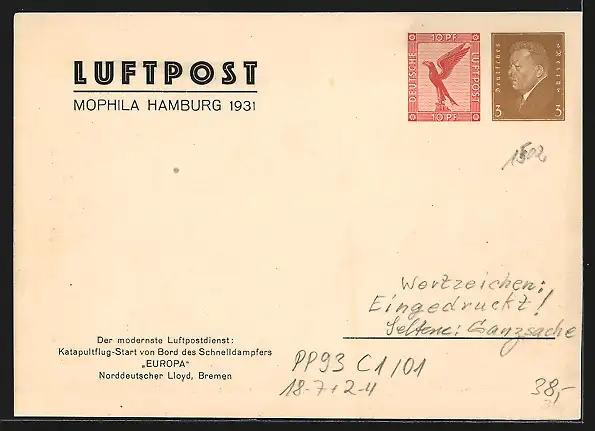 LUFTPOST
MOPHILA HAMBURG 1931
10 PF
DEUTSCHE
LUFTPOST
10 PF
Deutsches
Reich
3 3
1502
Wertzeichen:
Eingedruckt!
Seltene: Ganzsache
Der modernste Luftpostdienst:
Katapultflug-Start von Bord des Schnelldampfers
„EUROPA"
Norddeutscher Lloyd, Bremen
PP93 C1/01
18-7+2-4
38,-